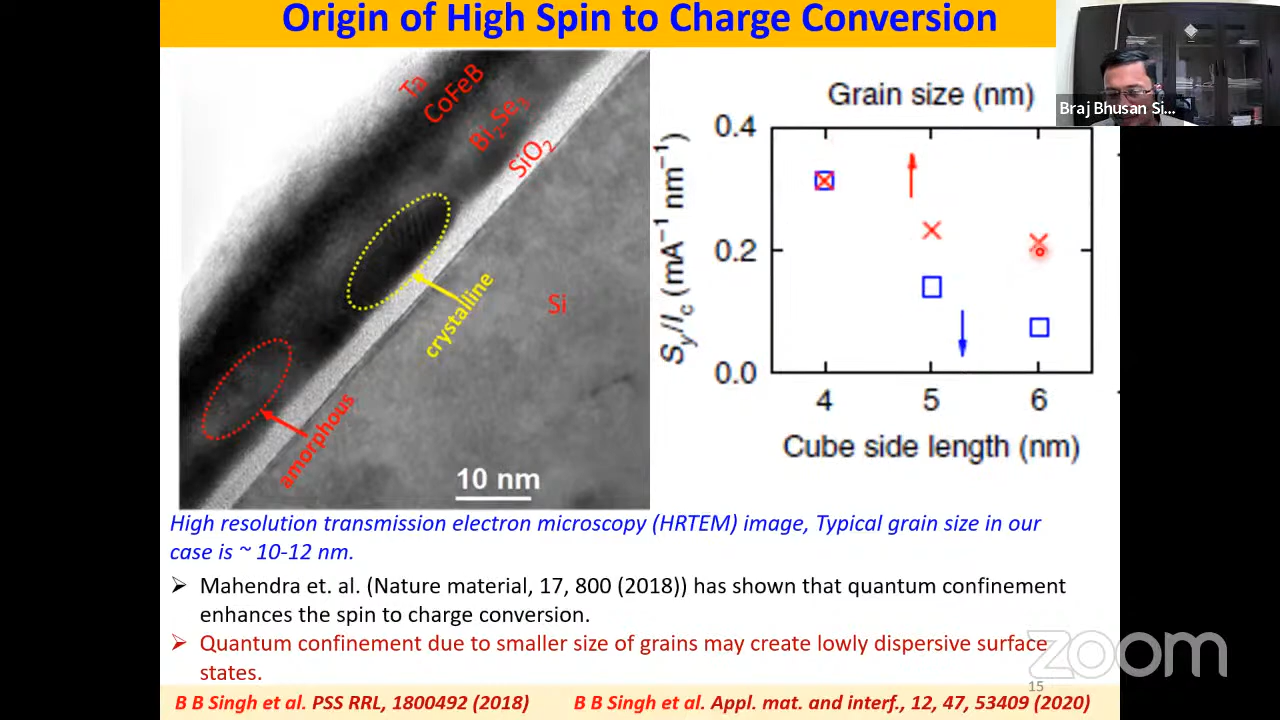 Origin of High Spin to Charge Conversion
Braj Bhusan Si...
Ta
CoFeB
Bi₂Se₃
SiO₂
crystalline
Si
amorphous
10 nm
Grain size (nm)
0.4
0.2
0.0
Sy/Ic (mA⁻¹ nm⁻¹)
4 5 6
Cube side length (nm)
High resolution transmission electron microscopy (HRTEM) image, Typical grain size in our
case is ~ 10-12 nm.
➢ Mahendra et. al. (Nature material, 17, 800 (2018)) has shown that quantum confinement
enhances the spin to charge conversion.
➢ Quantum confinement due to smaller size of grains may create lowly dispersive surface
states.
zoom
15
B B Singh et al. PSS RRL, 1800492 (2018) B B Singh et al. Appl. mat. and interf., 12, 47, 53409 (2020)